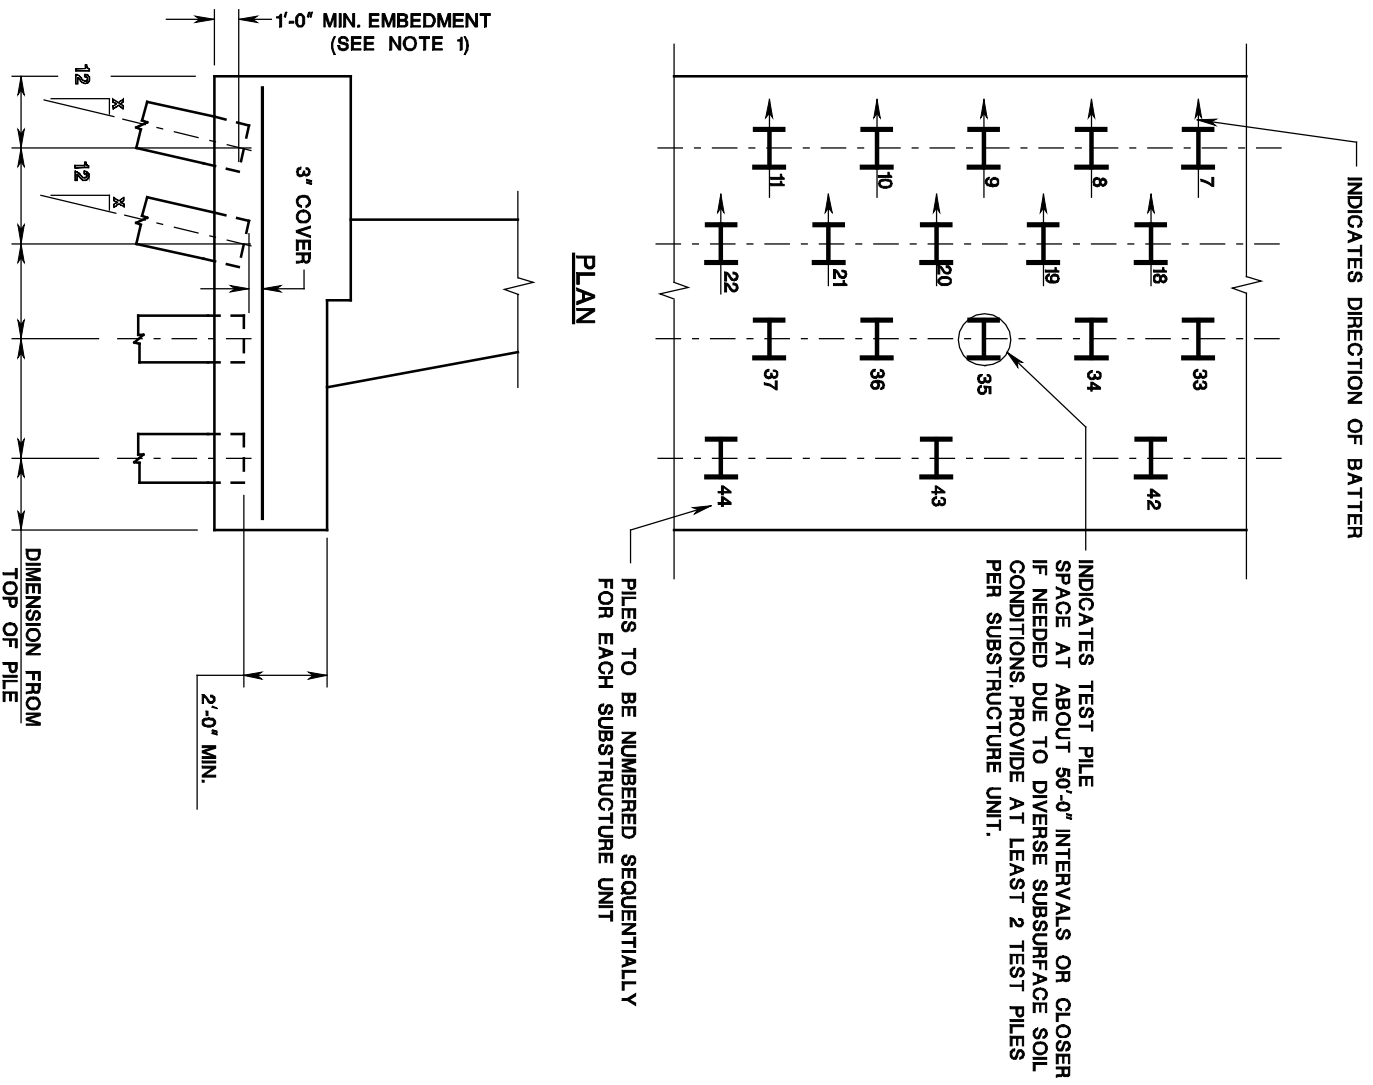 1'-0" MIN. EMBEDMENT
(SEE NOTE 1)
INDICATES DIRECTION OF BATTER
7
8
9
10
11
18
19
20
21
22
33
34
35
36
37
42
43
44
INDICATES TEST PILE
SPACE AT ABOUT 50'-0" INTERVALS OR CLOSER
IF NEEDED DUE TO DIVERSE SUBSURFACE SOIL
CONDITIONS. PROVIDE AT LEAST 2 TEST PILES
PER SUBSTRUCTURE UNIT.
PILES TO BE NUMBERED SEQUENTIALLY
FOR EACH SUBSTRUCTURE UNIT
PLAN
3" COVER
12
x
12
x
2'-0" MIN.
DIMENSION FROM
TOP OF PILE